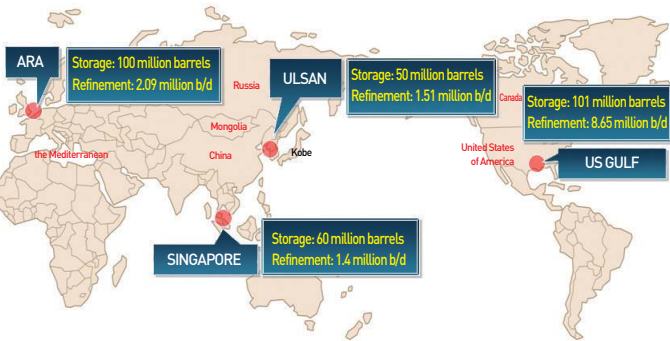 ARA
Storage: 100 million barrels
Refinement: 2.09 million b/d
Russia
ULSAN
Storage: 50 million barrels
Refinement: 1.51 million b/d
Canada
Storage: 101 million barrels
Refinement: 8.65 million b/d
Mongolia
the Mediterranean
China
Kobe
United States
of America
US GULF
SINGAPORE
Storage: 60 million barrels
Refinement: 1.4 million b/d